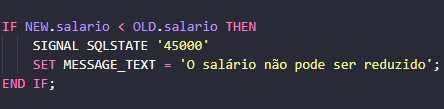 IF NEW.salario < OLD.salario THEN
SIGNAL SQLSTATE '45000'
SET MESSAGE_TEXT = 'O salário não pode ser reduzido';
END IF;